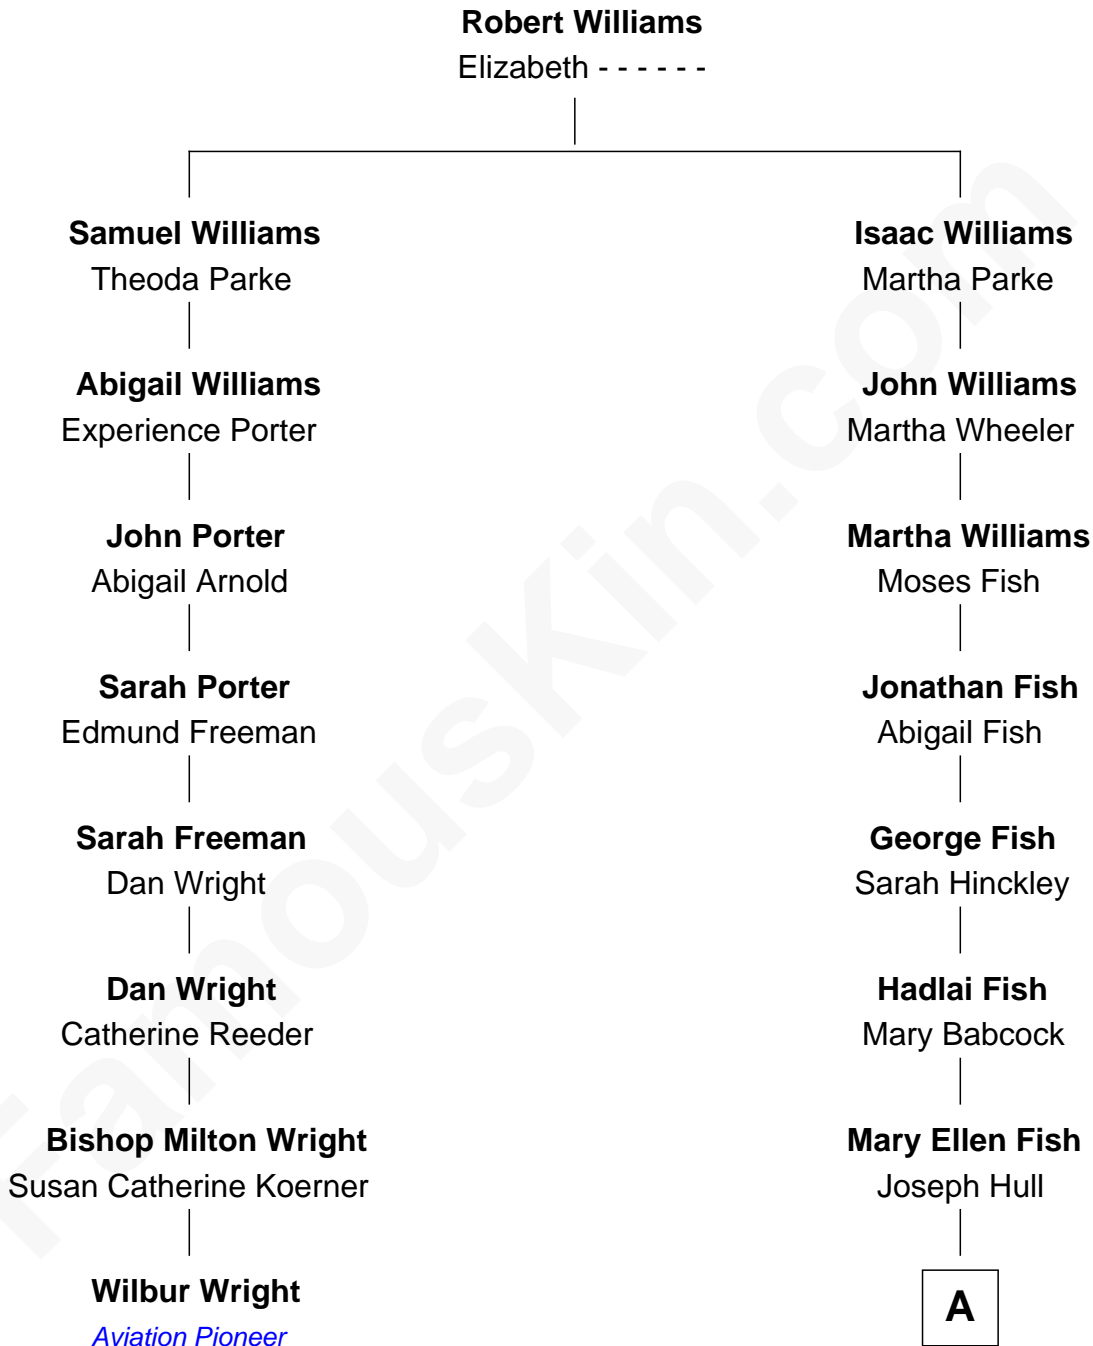 Robert Williams
Elizabeth - - - - - -
Samuel Williams
Theoda Parke
Isaac Williams
Martha Parke
Abigail Williams
Experience Porter
John Williams
Martha Wheeler
John Porter
Abigail Arnold
Martha Williams
Moses Fish
Sarah Porter
Edmund Freeman
Jonathan Fish
Abigail Fish
Sarah Freeman
Dan Wright
George Fish
Sarah Hinckley
Dan Wright
Catherine Reeder
Hadlai Fish
Mary Babcock
Bishop Milton Wright
Susan Catherine Koerner
Mary Ellen Fish
Joseph Hull
Wilbur Wright
Aviation Pioneer
A
FamousKin.com